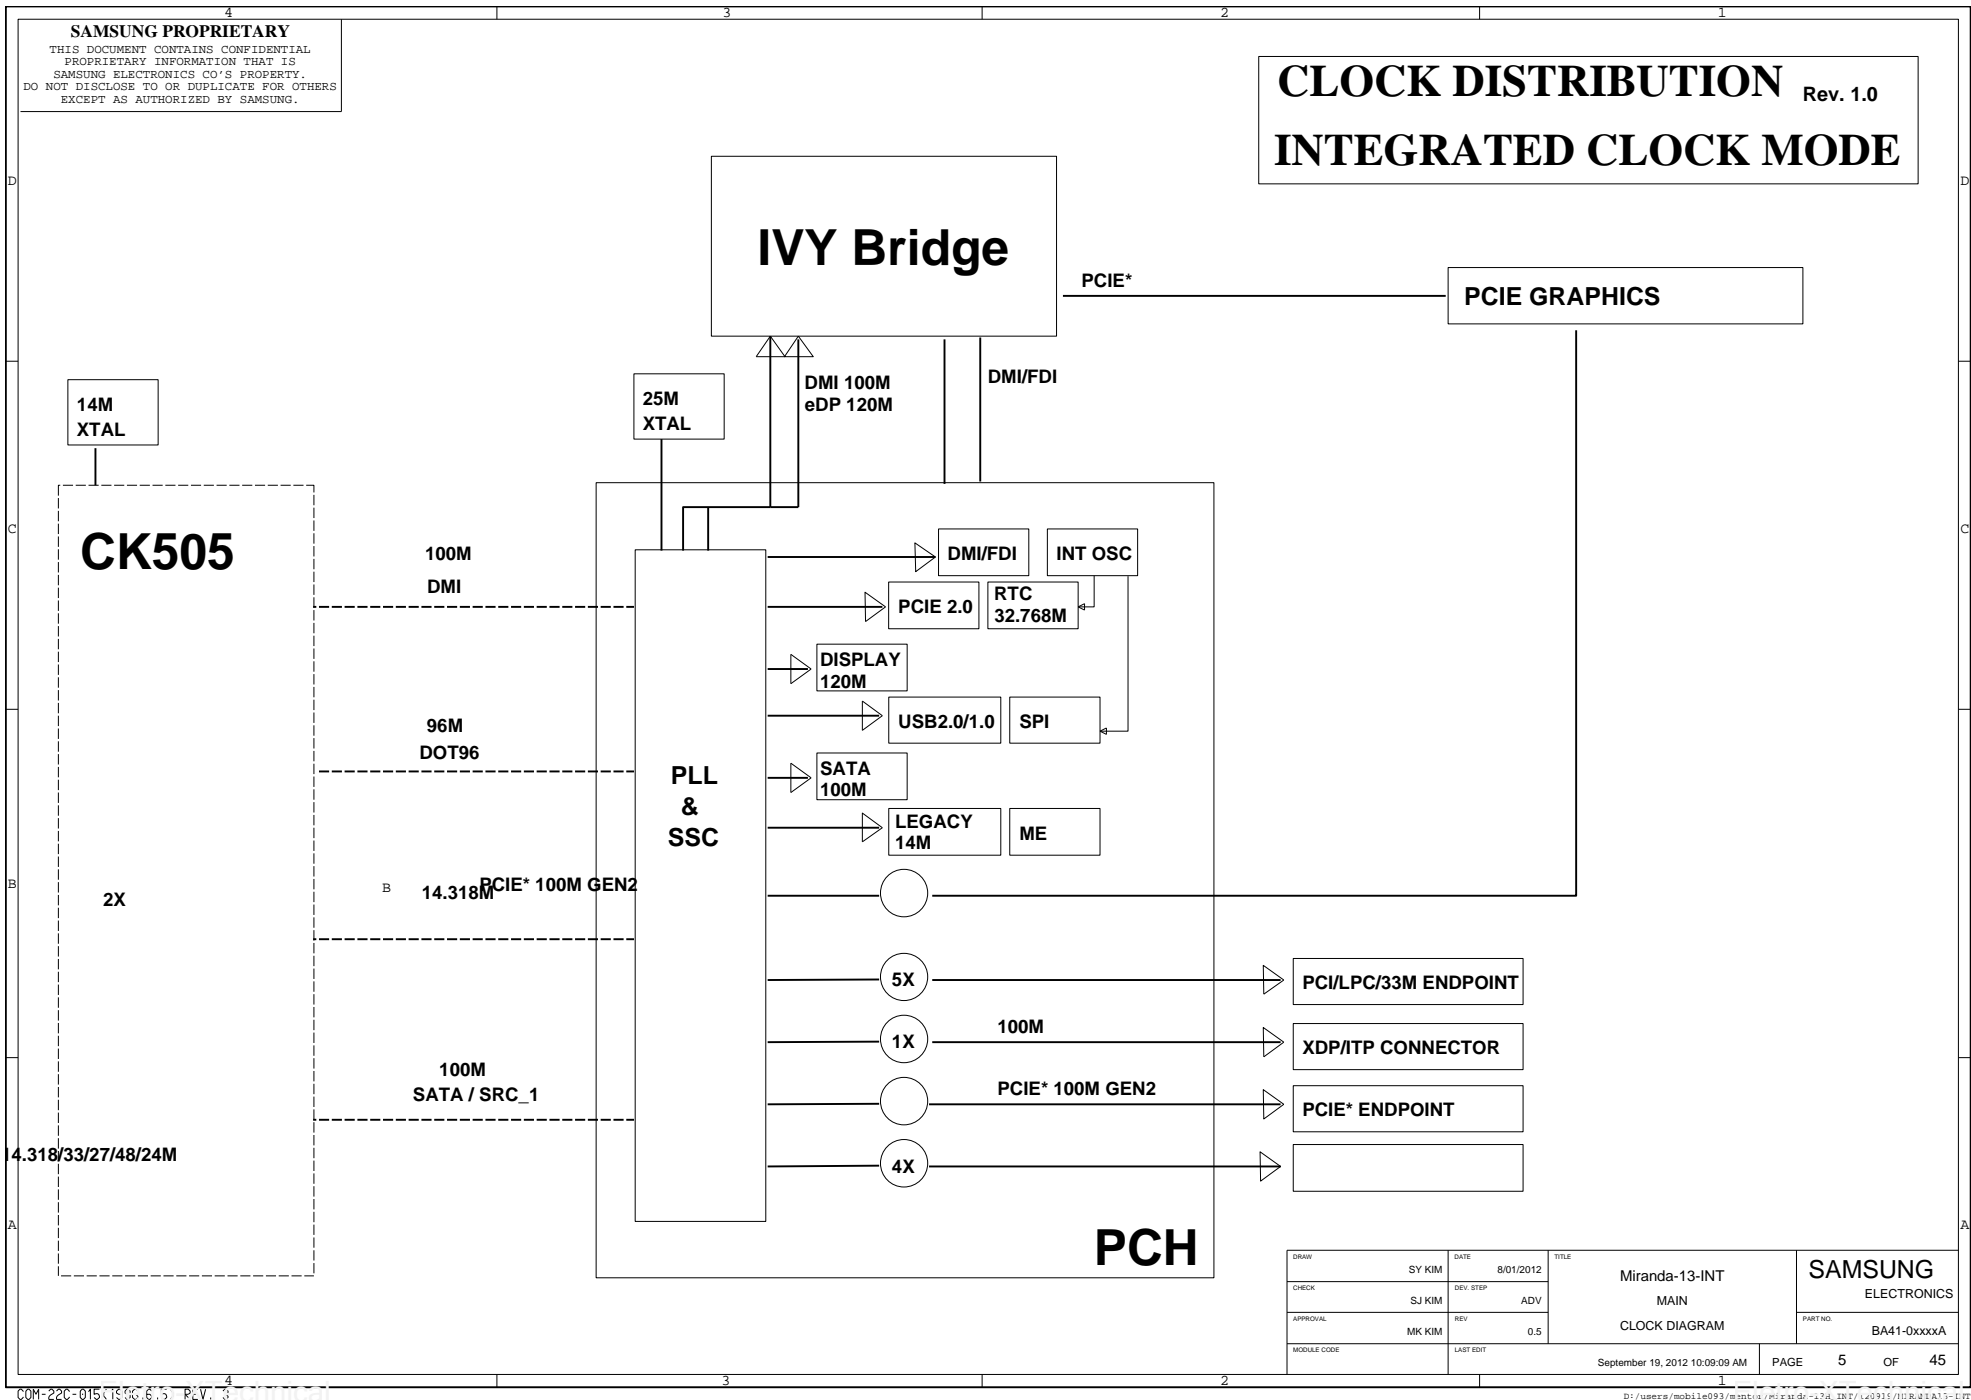 4 3 2 1
SAMSUNG PROPRIETARY
THIS DOCUMENT CONTAINS CONFIDENTIAL
PROPRIETARY INFORMATION THAT IS
SAMSUNG ELECTRONICS CO'S PROPERTY.
DO NOT DISCLOSE TO OR DUPLICATE FOR OTHERS
EXCEPT AS AUTHORIZED BY SAMSUNG.
CLOCK DISTRIBUTION Rev. 1.0
INTEGRATED CLOCK MODE
D D
IVY Bridge
PCIE*
PCIE GRAPHICS
14M
XTAL
25M
XTAL
DMI 100M
eDP 120M
DMI/FDI
C C
CK505
100M
DMI
DMI/FDI
INT OSC
PCIE 2.0
RTC
32.768M
DISPLAY
120M
96M
DOT96
USB2.0/1.0
SPI
PLL
&
SSC
SATA
100M
LEGACY
14M
ME
B B
2X
B
14.318M
PCIE* 100M GEN2
5X
PCI/LPC/33M ENDPOINT
1X
100M
XDP/ITP CONNECTOR
100M
SATA / SRC_1
PCIE* 100M GEN2
PCIE* ENDPOINT
14.318/33/27/48/24M
4X
A A
PCH
DRAW
SY KIM
DATE
8/01/2012
TITLE
Miranda-13-INT
MAIN
CLOCK DIAGRAM
SAMSUNG
ELECTRONICS
CHECK
SJ KIM
DEV. STEP
ADV
APPROVAL
MK KIM
REV
0.5
PART NO.
BA41-0xxxxA
MODULE CODE
LAST EDIT
September 19, 2012 10:09:09 AM
PAGE 5 OF 45
4 3 2 1
COM-22C-015
REV. 3